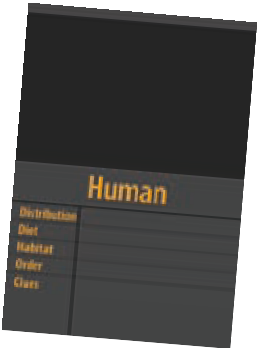 Human
Distribution
Diet
Habitat
Order
Class